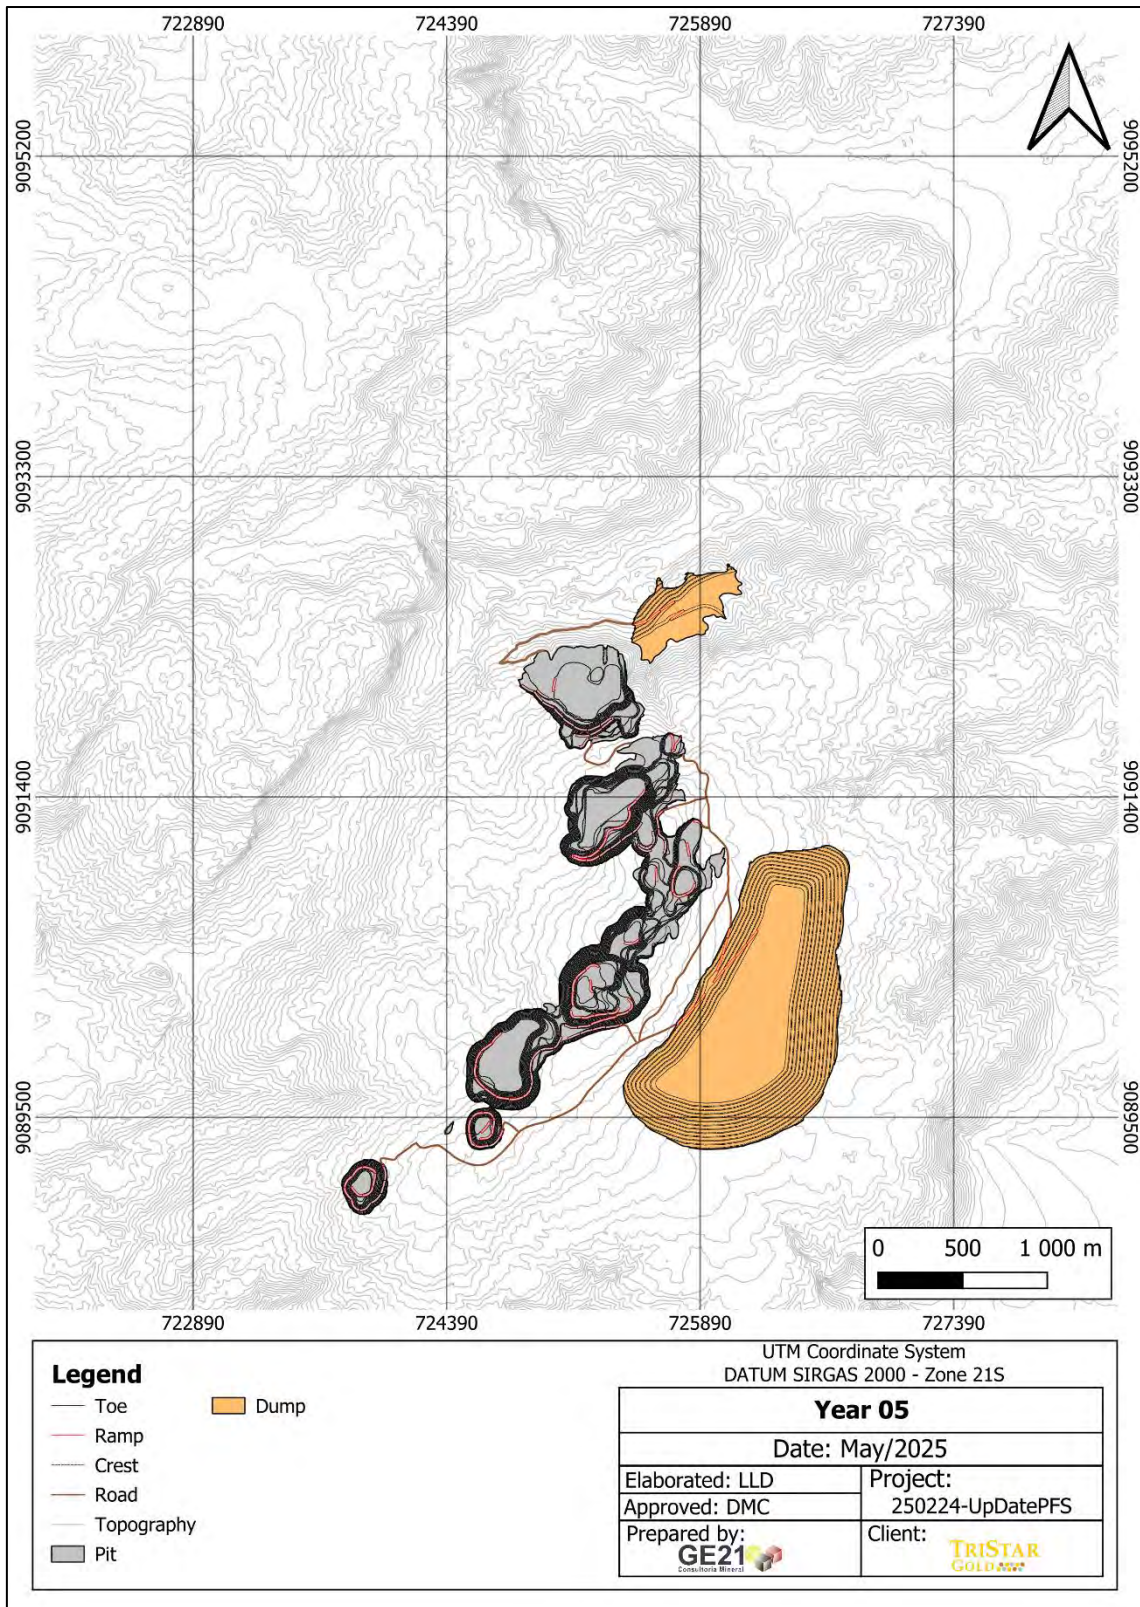 722890 724390 725890 727390
9095200 9095200
9093300 9093300
9091400 9091400
9089500 9089500
0 500 1 000 m
722890 724390 725890 727390
Legend
Toe
Dump
Ramp
Crest
Road
Topography
Pit
UTM Coordinate System
DATUM SIRGAS 2000 - Zone 21S
Year 05
Date: May/2025
Elaborated: LLD
Approved: DMC
Project:
250224-UpDatePFS
Prepared by:
GE21
Consultoria Mineral
Client:
TRISTAR
GOLD